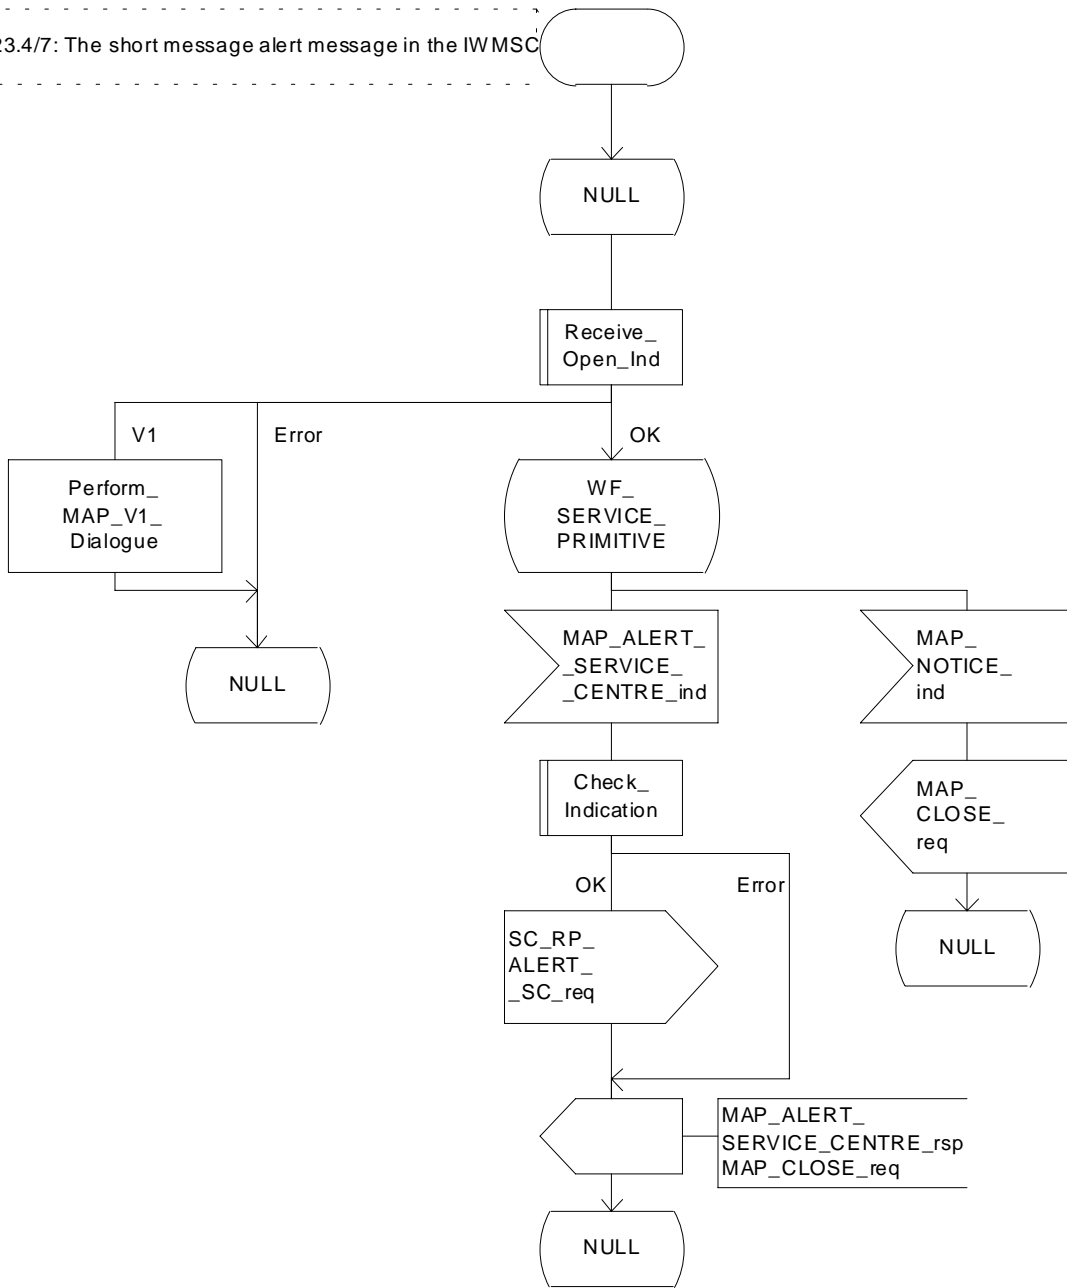 23.4/7: The short message alert message in the IWMSC
NULL
Receive_
Open_Ind
V1
Error
OK
Perform_
MAP_V1_
Dialogue
WF_
SERVICE_
PRIMITIVE
NULL
MAP_ALERT_
_SERVICE_
_CENTRE_ind
MAP_
NOTICE_
ind
Check_
Indication
MAP_
CLOSE_
req
OK
Error
SC_RP_
ALERT_
_SC_req
NULL
MAP_ALERT_
SERVICE_CENTRE_rsp
MAP_CLOSE_req
NULL